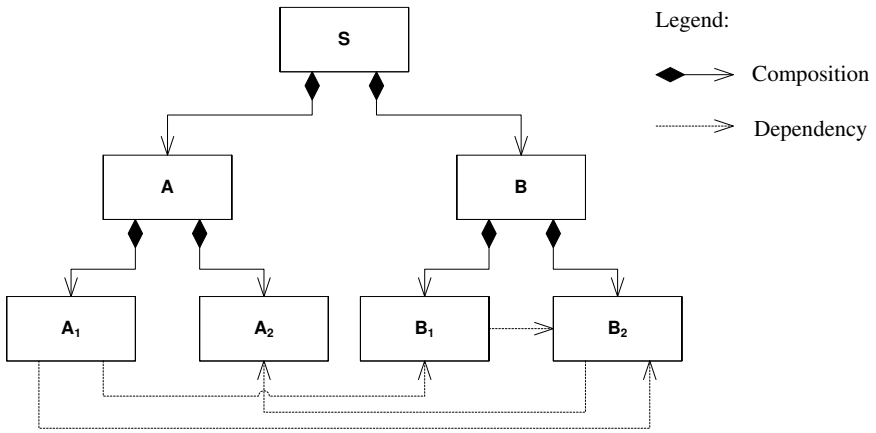 S
Legend:
Composition
Dependency
A
B
A₁
A₂
B₁
B₂